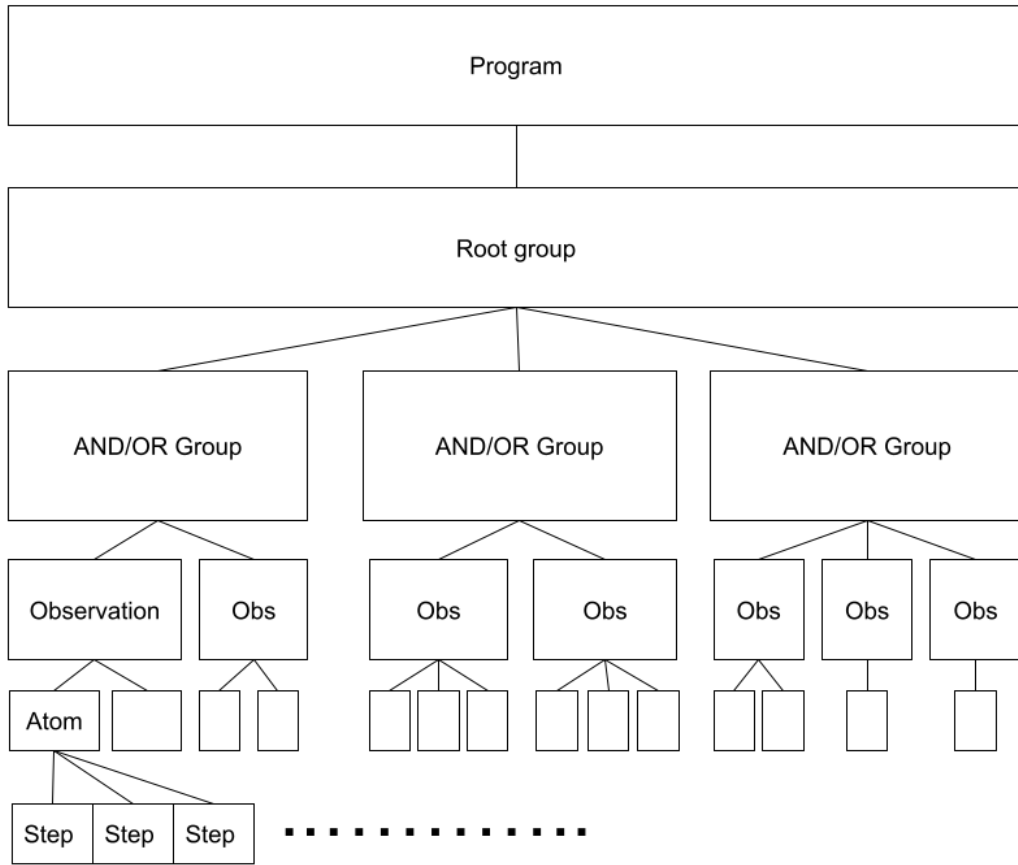 Program
Root group
AND/OR Group
AND/OR Group
AND/OR Group
Observation
Obs
Obs
Obs
Obs
Obs
Obs
Atom
Step
Step
Step